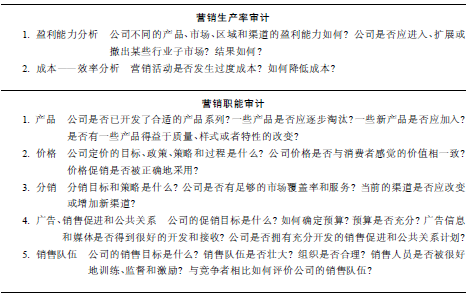 营销生产率审计
1. 盈利能力分析 公司不同的产品、市场、区域和渠道的盈利能力如何? 公司是否应进入、扩展或
撤出某些行业子市场? 结果如何?
2. 成本——效率分析 营销活动是否发生过度成本? 如何降低成本?
营销职能审计
1. 产品 公司是否已开发了合适的产品系列?一些产品是否应逐步淘汰?一些新产品是否应加入?
是否有一些产品得益于质量、样式或者特性的改变?
2. 价格 公司定价的目标、政策、策略和过程是什么? 公司价格是否与消费者感觉的价值相一致?
价格促销是否被正确地采用?
3. 分销 分销目标和策略是什么? 公司是否有足够的市场覆盖率和服务? 当前的渠道是否应改变
或增加新渠道?
4. 广告、销售促进和公共关系 公司的促销目标是什么? 如何确定预算? 预算是否充分? 广告信息
和媒体是否得到很好的开发和接收? 公司是否拥有充分开发的销售促进和公共关系计划?
5. 销售队伍 公司的销售目标是什么? 销售队伍是否壮大? 组织是否合理? 销售人员是否被很好
地训练、监督和激励? 与竞争者相比如何评价公司的销售队伍?